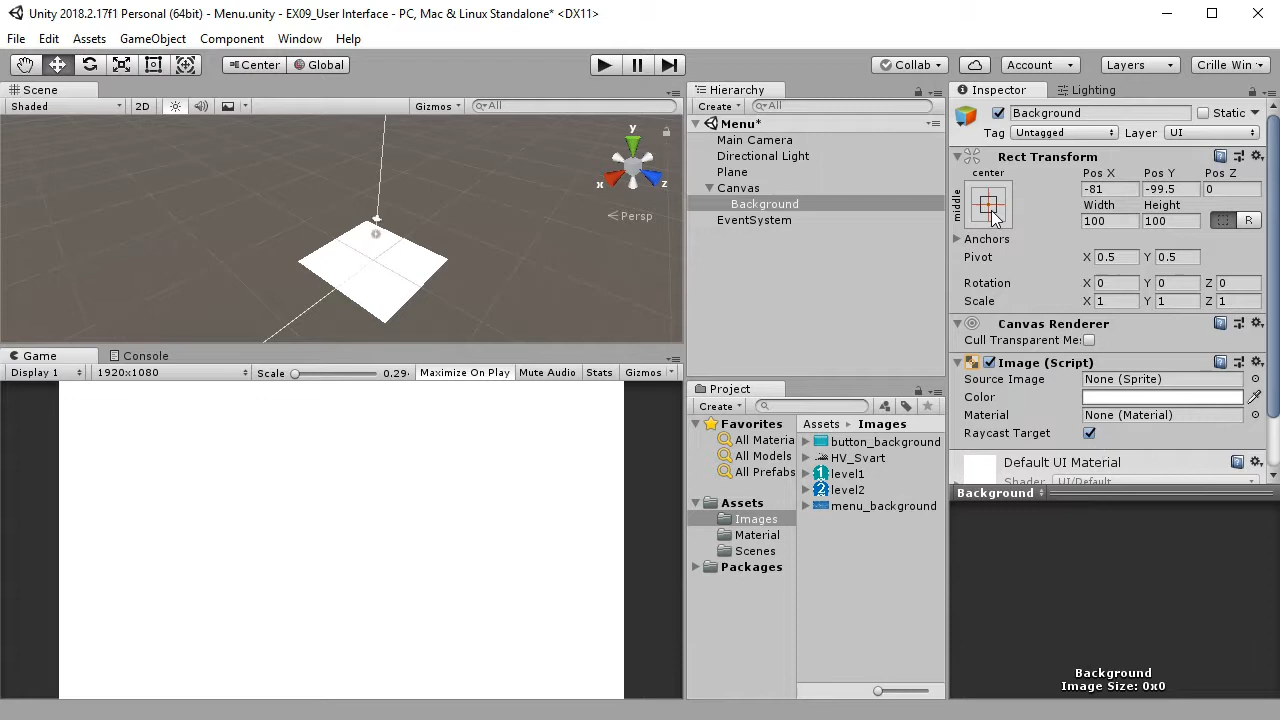 Unity 2018.2.17f1 Personal (64bit) - Menu.unity - EX09_User Interface - PC, Mac & Linux Standalone* <DX11>
File Edit Assets GameObject Component Window Help
Center Global Collab Account Layers Crille Win
Scene
Shaded 2D Gizmos All
y
x
z
Persp
Game Console
Display 1 1920x1080 Scale 0.29 Maximize On Play Mute Audio Stats Gizmos
Hierarchy
Create All
Menu*
Main Camera
Directional Light
Plane
Canvas
Background
EventSystem
Project
Create
Favorites
All Materia
All Models
All Prefabs
Assets
Images
Material
Scenes
Packages
Assets Images
button_background
HV_Svart
1 level1
2 level2
menu_background
Inspector Lighting
Background Static
Tag Untagged Layer UI
Rect Transform
center Pos X Pos Y Pos Z
middle
-81 -99.5 0
Width Height
100 100 R
Anchors
Pivot X 0.5 Y 0.5
Rotation X 0 Y 0 Z 0
Scale X 1 Y 1 Z 1
Canvas Renderer
Cull Transparent Me:
Image (Script)
Source Image None (Sprite)
Color
Material None (Material)
Raycast Target
Default UI Material
Shader UI/Default
Background
Background
Image Size: 0x0